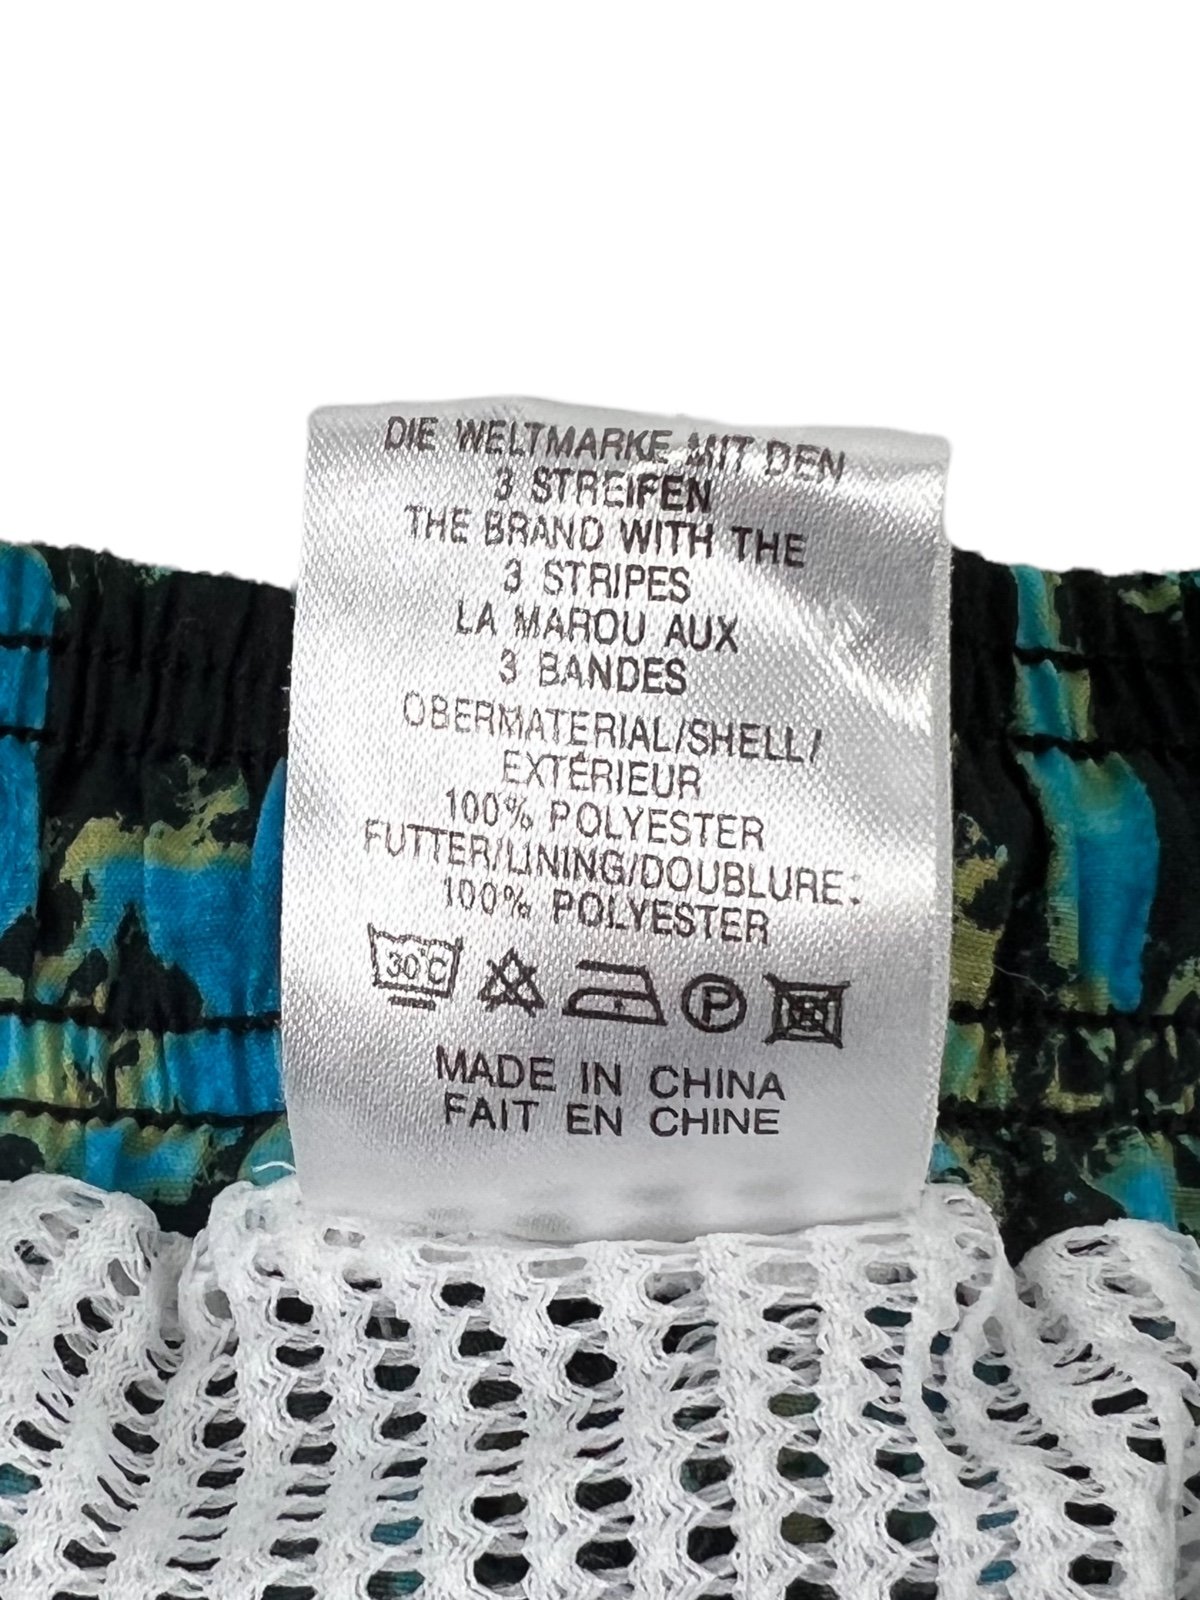 DIE WELTMARKE MIT DEN
3 STREIFEN
THE BRAND WITH THE
3 STRIPES
LA MAROU AUX
3 BANDES
OBERMATERIAL/SHELL/
EXTÉRIEUR
100% POLYESTER
FUTTER/LINING/DOUBLURE:
100% POLYESTER
30°C P
MADE IN CHINA
FAIT EN CHINE